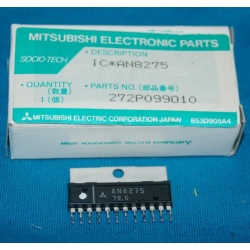 MITSUBISHI ELECTRONIC PARTS
SOCIO-TECH
DESCRIPTION
IC*AN8275
QUANTITY
(数量)
1(個)
PARTS NO. (部品番号)
272P099010
MITSUBISHI ELECTRIC CORPORATION JAPAN
853D905A4
AN8275